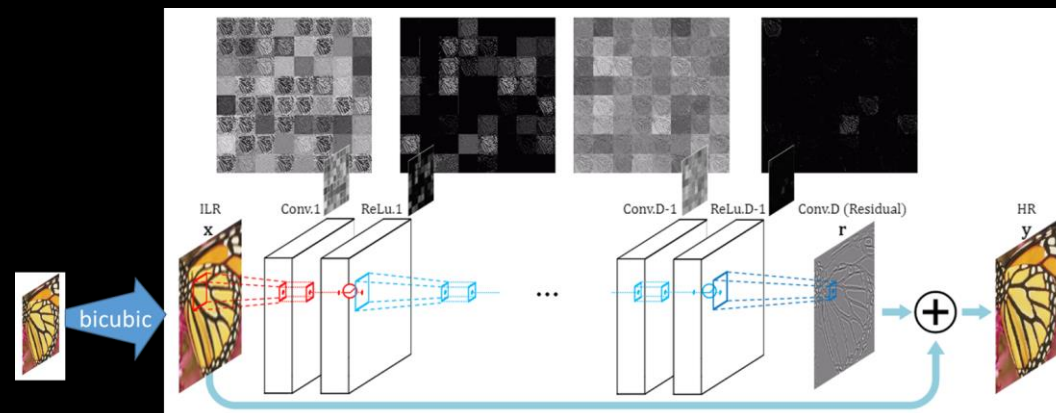 ILR
x
Conv.1
ReLu.1
Conv.D-1
ReLu.D-1
Conv.D (Residual)
r
HR
y
bicubic
...